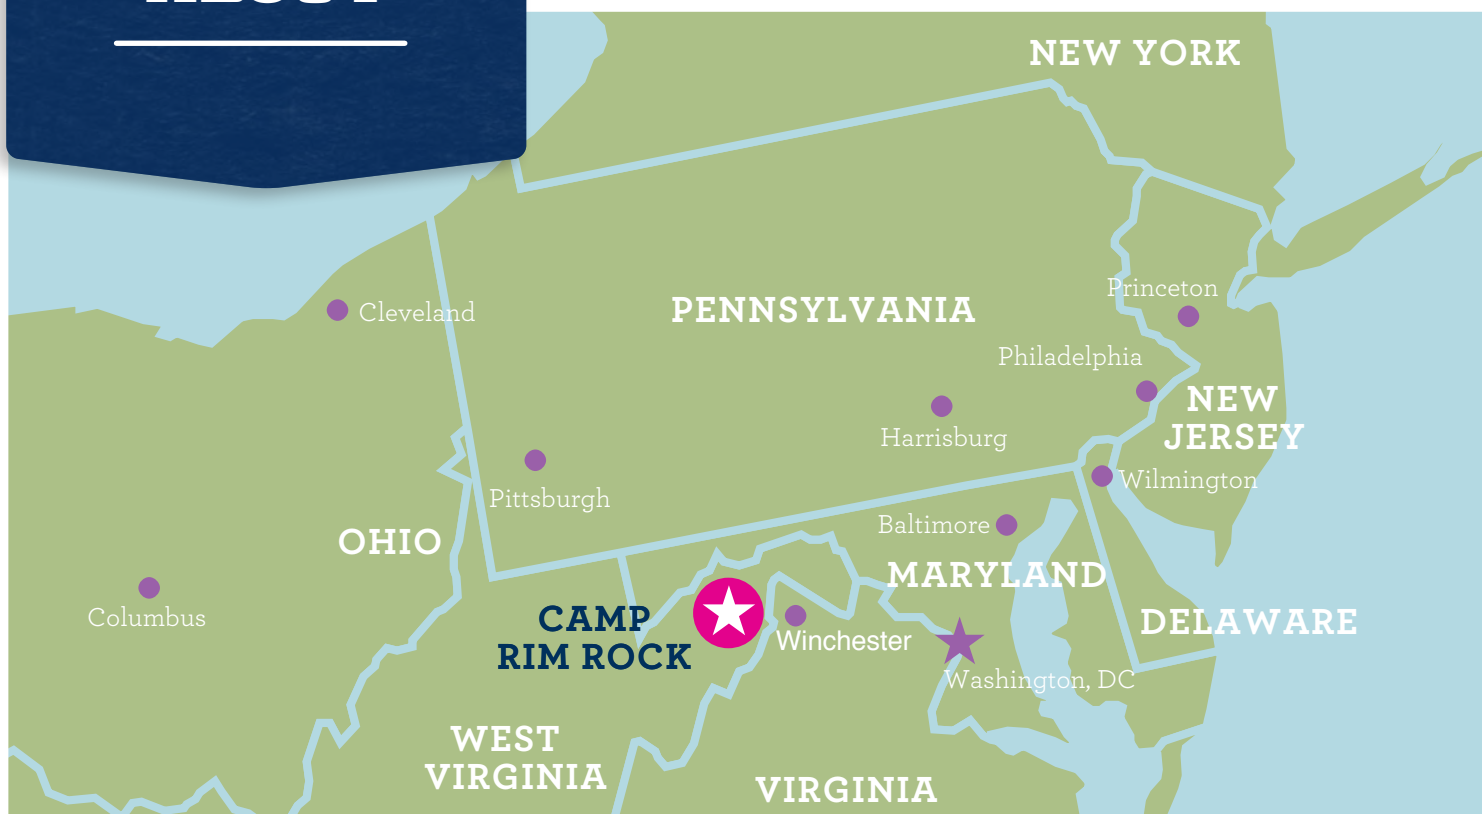 NEW YORK
Princeton
Cleveland
PENNSYLVANIA
Philadelphia
NEW
JERSEY
Harrisburg
Wilmington
Pittsburgh
Baltimore
OHIO
MARYLAND
Columbus
CAMP
RIM ROCK
DELAWARE
Winchester
Washington, DC
WEST
VIRGINIA
VIRGINIA